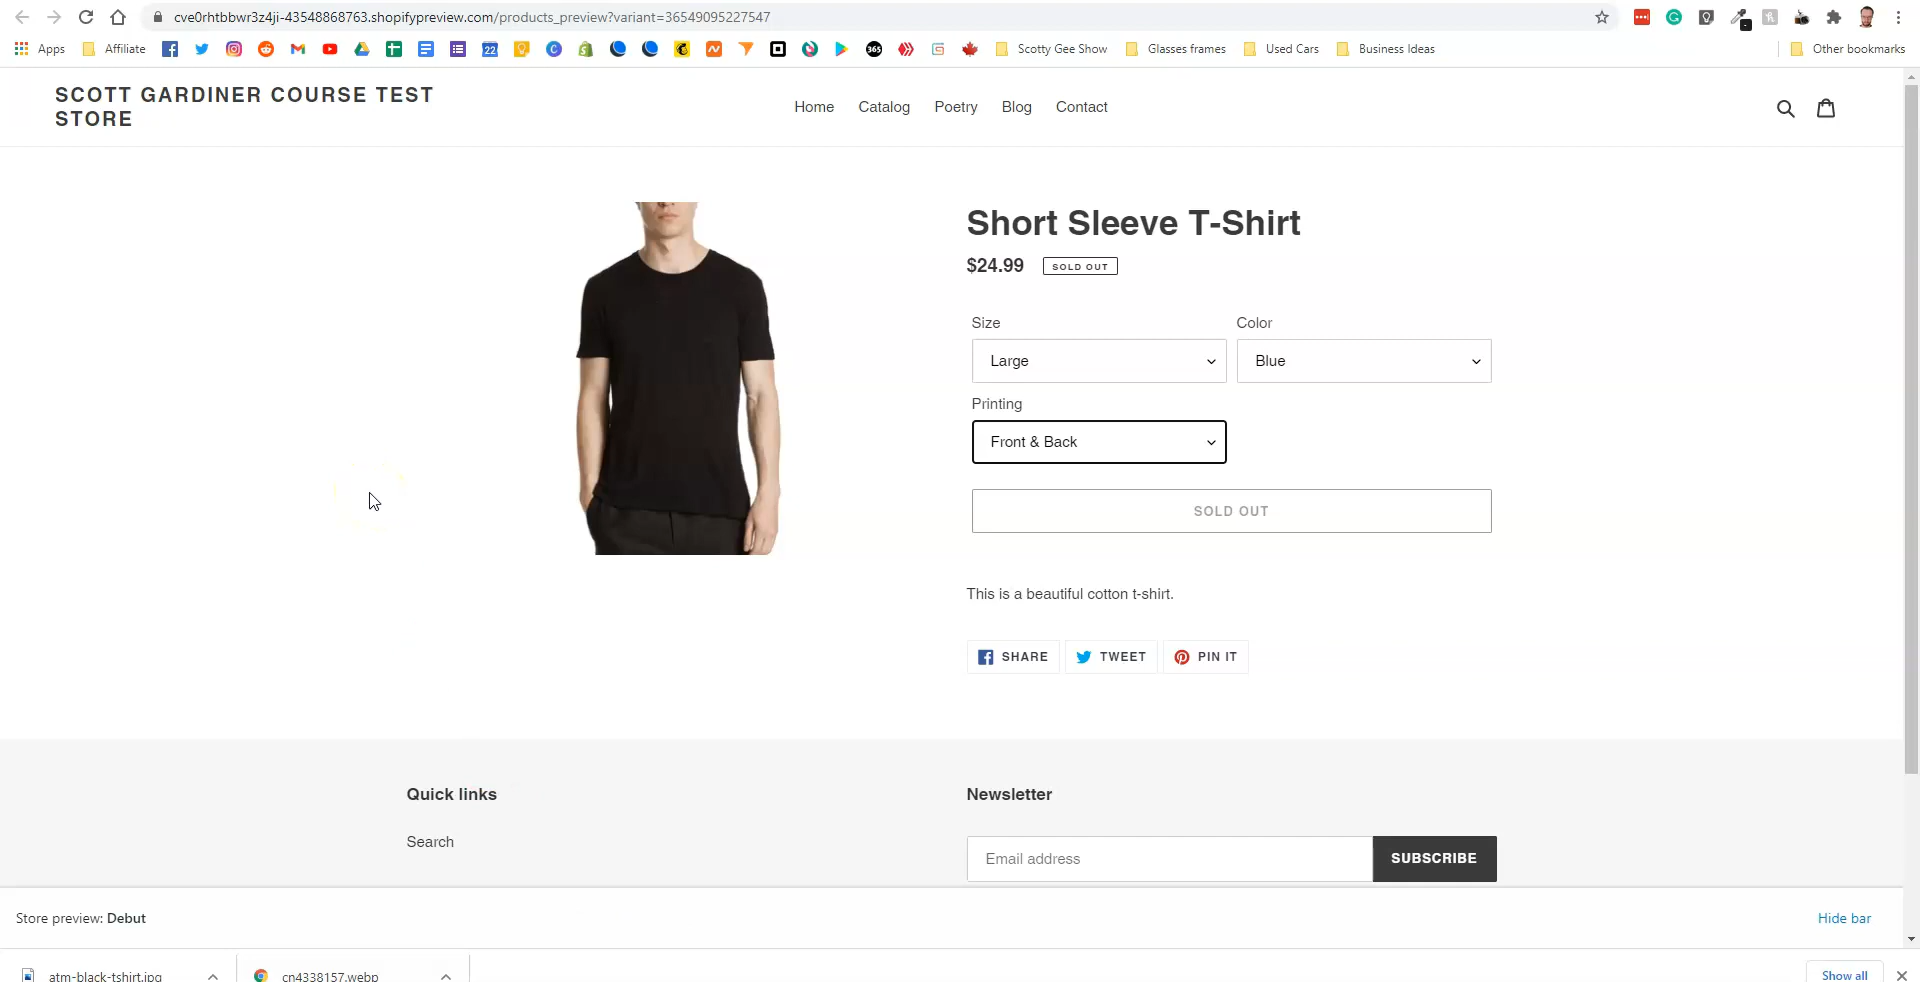 cve0rhtbbwr3z4ji-43548868763.shopifypreview.com/products_preview?variant=36549095227547
Apps
Affiliate
22
365
Scotty Gee Show
Glasses frames
Used Cars
Business Ideas
Other bookmarks
SCOTT GARDINER COURSE TEST
STORE
Home
Catalog
Poetry
Blog
Contact
Short Sleeve T-Shirt
$24.99
SOLD OUT
Size
Color
Large
Blue
Printing
Front & Back
SOLD OUT
This is a beautiful cotton t-shirt.
SHARE
TWEET
PIN IT
Quick links
Newsletter
Search
Email address
SUBSCRIBE
Store preview: Debut
Hide bar
atm-black-tshirt.jpg
cn4338157.webp
Show all